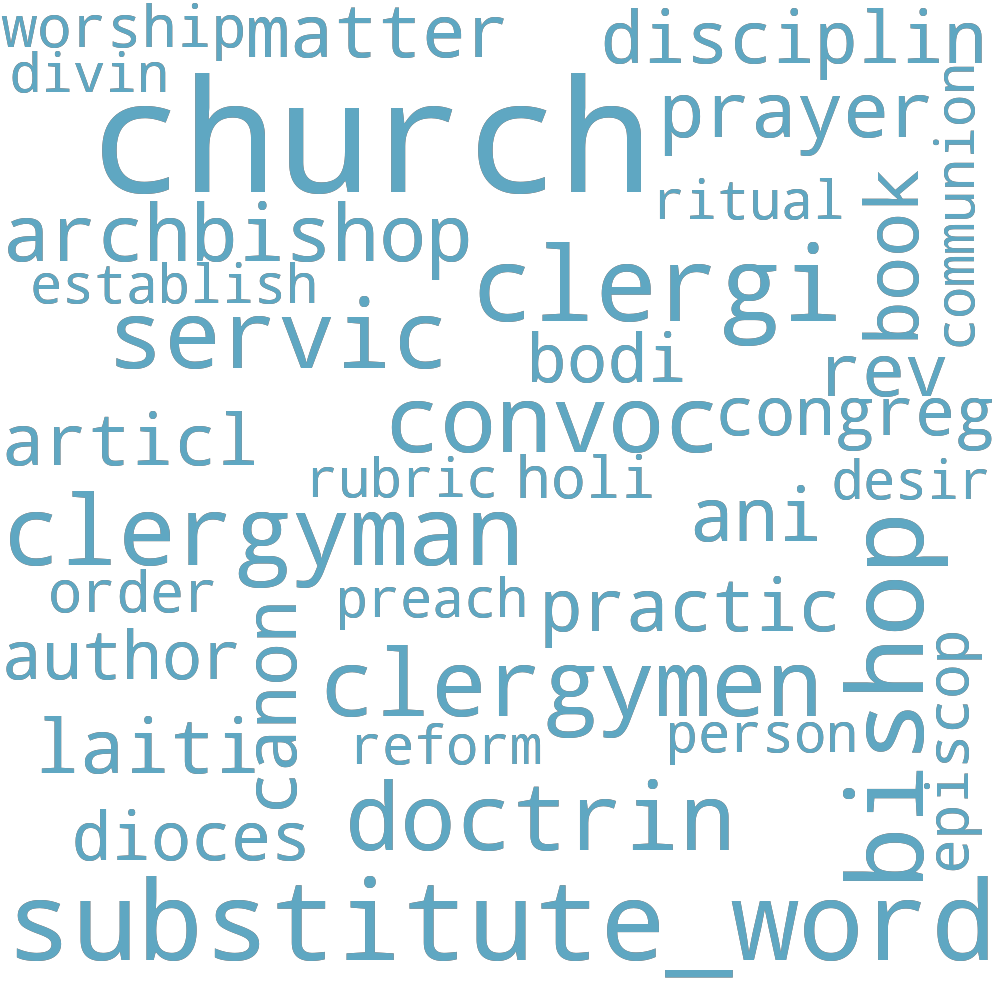 worship
matter
disciplin
divin
church
prayer
communion
ritual
book
archbishop
clergi
establish
servic
bodi
rev
convoc
congreg
articl
rubric
holi
desir
clergyman
ani
bishop
order
preach
practic
canon
author
clergymen
episcop
laiti
reform
person
dioces
doctrin
substitute_word